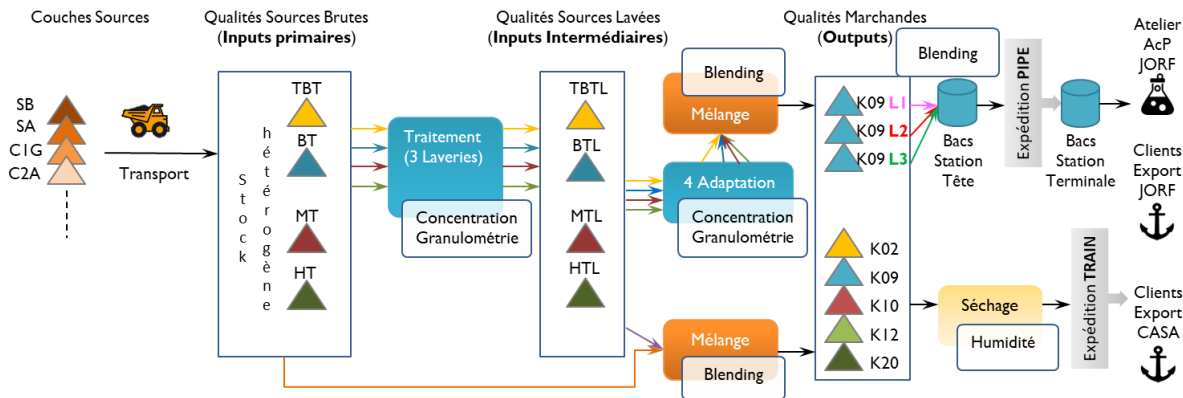 Couches Sources
Qualités Sources Brutes
(Inputs primaires)
Qualités Sources Lavées
(Inputs Intermédiaires)
Qualités Marchandes
(Outputs)
SB
SA
C1G
C2A
Transport
Stock
hétérogène
TBT
BT
MT
HT
Traitement
(3 Laveries)
Concentration
Granulométrie
TBTL
BTL
MTL
HTL
Blending
Mélange
4 Adaptation
Concentration
Granulométrie
Mélange
Blending
K09 L1
K09 L2
K09 L3
K02
K09
K10
K12
K20
Blending
Bacs
Station
Tête
Expédition PIPE
Bacs
Station
Terminale
Séchage
Humidité
Expédition TRAIN
Atelier
AcP
JORF
Clients
Export
JORF
Clients
Export
CASA